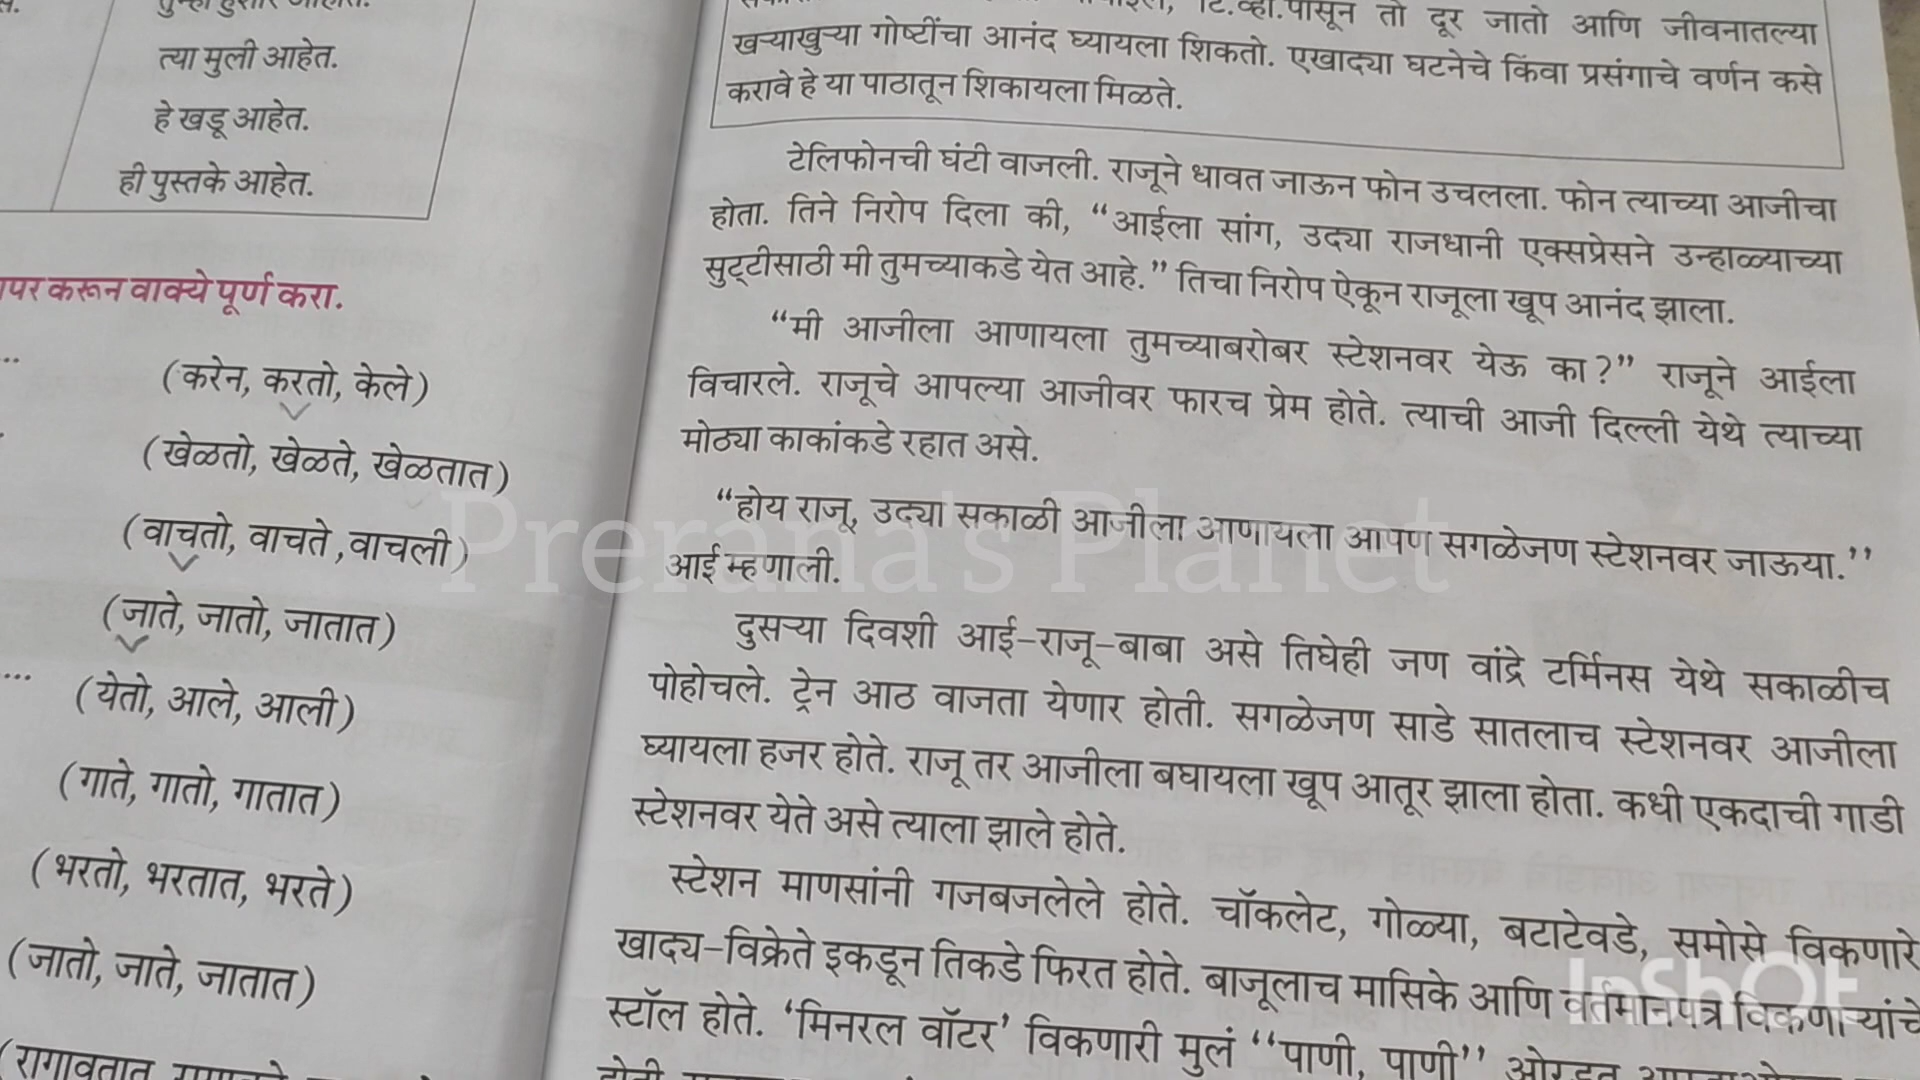 तुम्ही हुशार आहात.
त्या मुली आहेत.
हे खडू आहेत.
ही पुस्तके आहेत.
करून वाक्ये पूर्ण करा.
(करेन, करतो, केले)
(खेळतो, खेळते, खेळतात)
(वाचतो, वाचते ,वाचली)
(जाते, जातो, जातात)
(येतो, आले, आली)
(गाते, गातो, गातात)
(भरतो, भरतात, भरते)
(जातो, जाते, जातात)
(रागावतात
टि.व्ही.पासून तो दूर जातो आणि जीवनातल्या
खऱ्याखुऱ्या गोष्टींचा आनंद घ्यायला शिकतो. एखाद्या घटनेचे किंवा प्रसंगाचे वर्णन कसे
करावे हे या पाठातून शिकायला मिळते.
टेलिफोनची घंटी वाजली. राजूने धावत जाऊन फोन उचलला. फोन त्याच्या आजीचा
होता. तिने निरोप दिला की, “आईला सांग, उद्या राजधानी एक्सप्रेसने उन्हाळ्याच्या
सुट्टीसाठी मी तुमच्याकडे येत आहे.” तिचा निरोप ऐकून राजूला खूप आनंद झाला.
“मी आजीला आणायला तुमच्याबरोबर स्टेशनवर येऊ का?” राजूने आईला
विचारले. राजूचे आपल्या आजीवर फारच प्रेम होते. त्याची आजी दिल्ली येथे त्याच्या
मोठ्या काकांकडे रहात असे.
“होय राजू, उद्या सकाळी आजीला आणायला आपण सगळेजण स्टेशनवर जाऊया.”
आई म्हणाली.
दुसऱ्या दिवशी आई-राजू-बाबा असे तिघेही जण वांद्रे टर्मिनस येथे सकाळीच
पोहोचले. ट्रेन आठ वाजता येणार होती. सगळेजण साडे सातलाच स्टेशनवर आजीला
घ्यायला हजर होते. राजू तर आजीला बघायला खूप आतूर झाला होता. कधी एकदाची गाडी
स्टेशनवर येते असे त्याला झाले होते.
स्टेशन माणसांनी गजबजलेले होते. चॉकलेट, गोळ्या, बटाटेवडे, समोसे विकणारे
खाद्य-विक्रेते इकडून तिकडे फिरत होते. बाजूलाच मासिके आणि वर्तमानपत्र विकणाऱ्यांचे
स्टॉल होते. ‘मिनरल वॉटर’ विकणारी मुलं “पाणी, पाणी” ओरडत
Prerana's Planet
InShOt